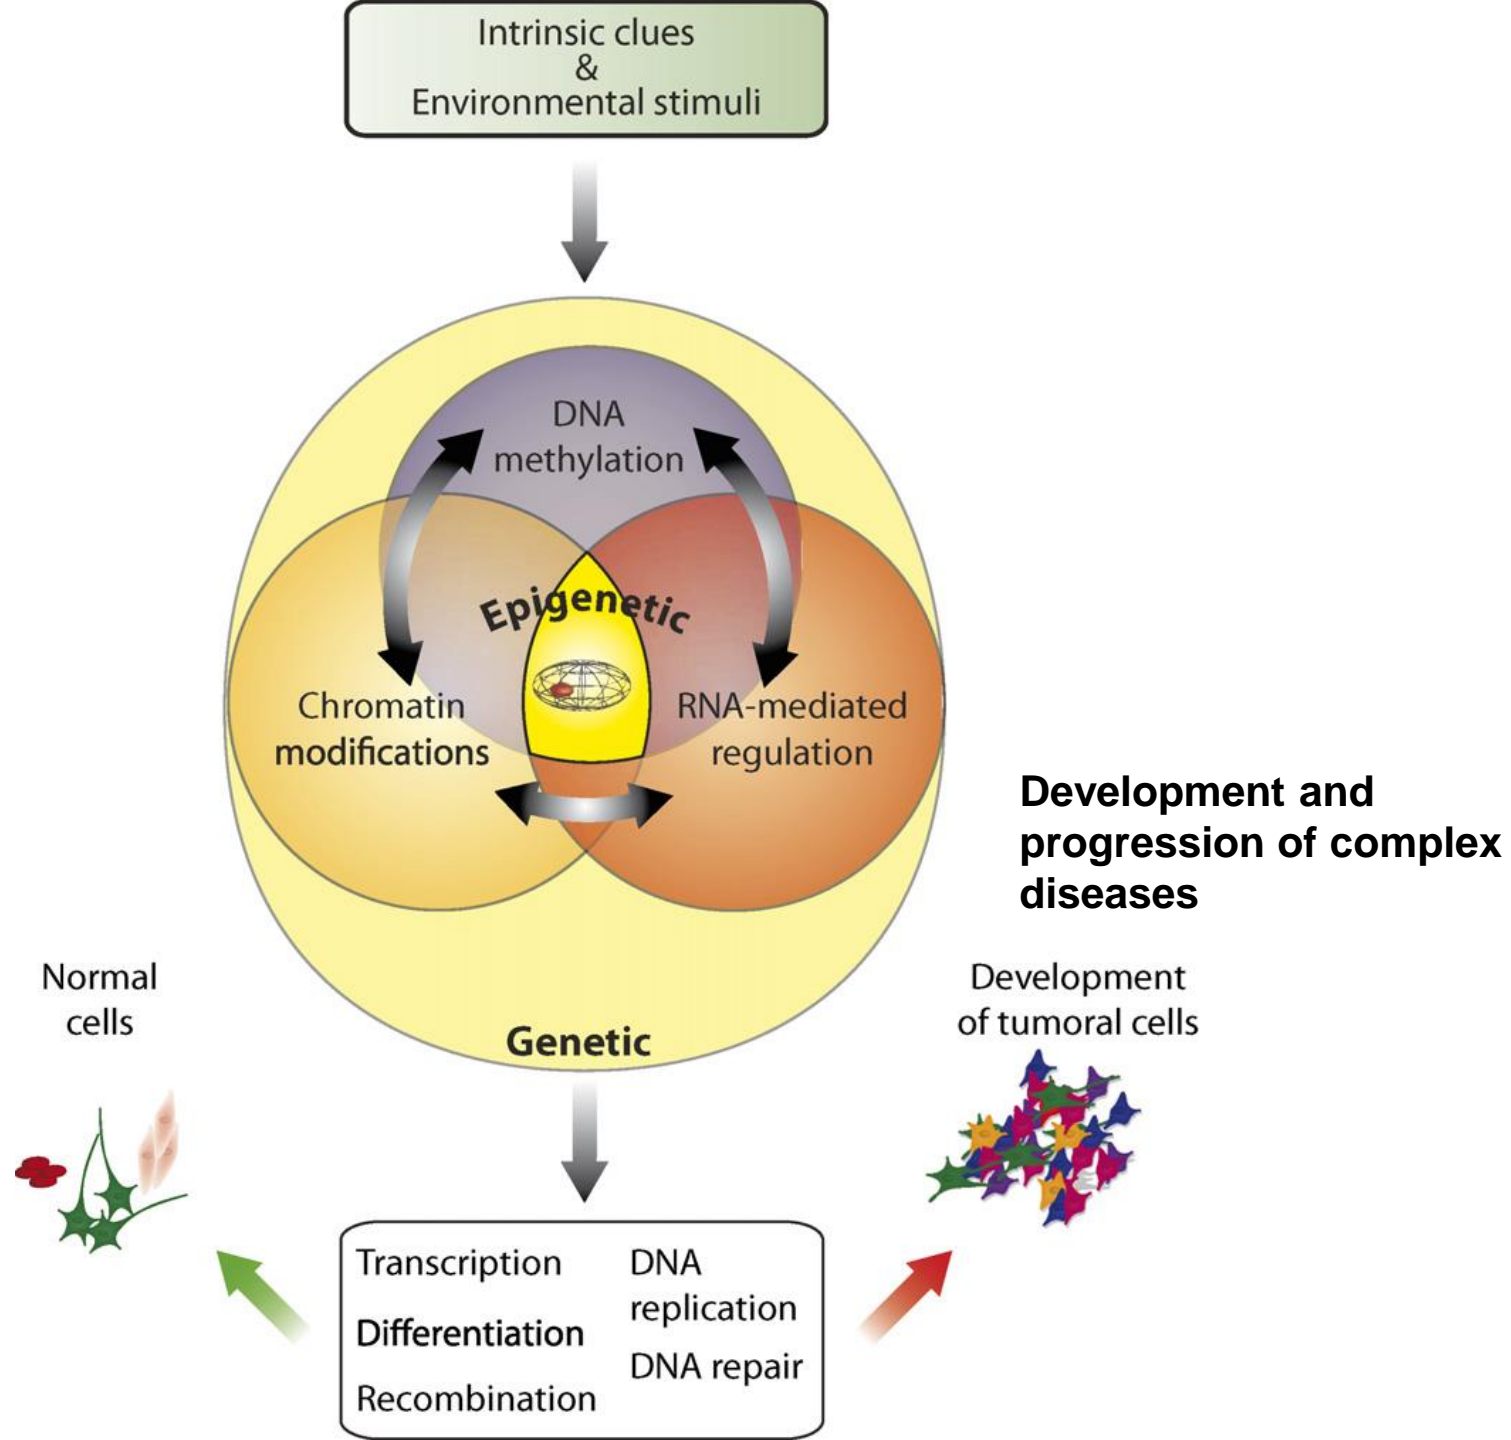 Intrinsic clues
&
Environmental stimuli
DNA
methylation
Epigenetic
Chromatin
modifications
RNA-mediated
regulation
Development and
progression of complex
diseases
Normal
cells
Genetic
Development
of tumoral cells
Transcription
Differentiation
Recombination
DNA
replication
DNA repair